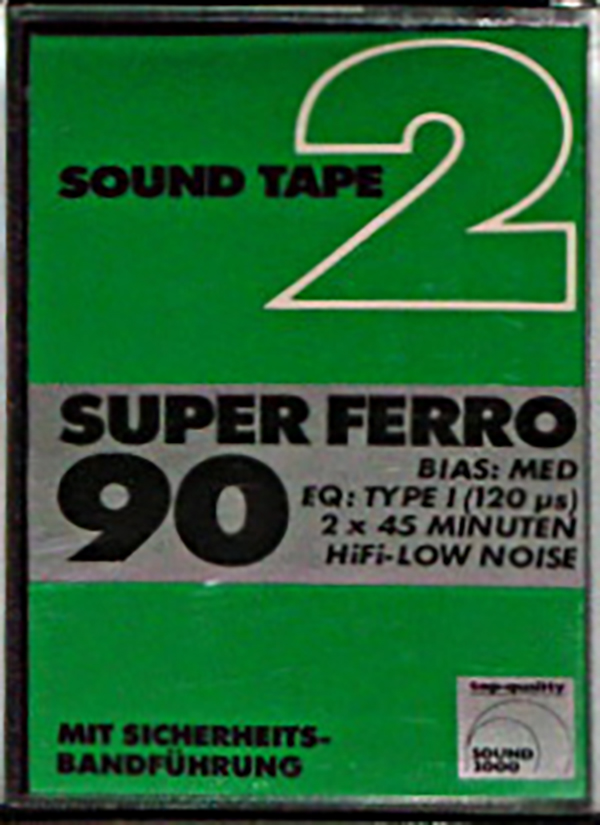 2
SOUND TAPE
SUPER FERRO
90
BIAS: MED
EQ: TYPE I (120 µs)
2 x 45 MINUTEN
HiFi-LOW NOISE
MIT SICHERHEITS-
BANDFÜHRUNG
top-quality
SOUND
2000